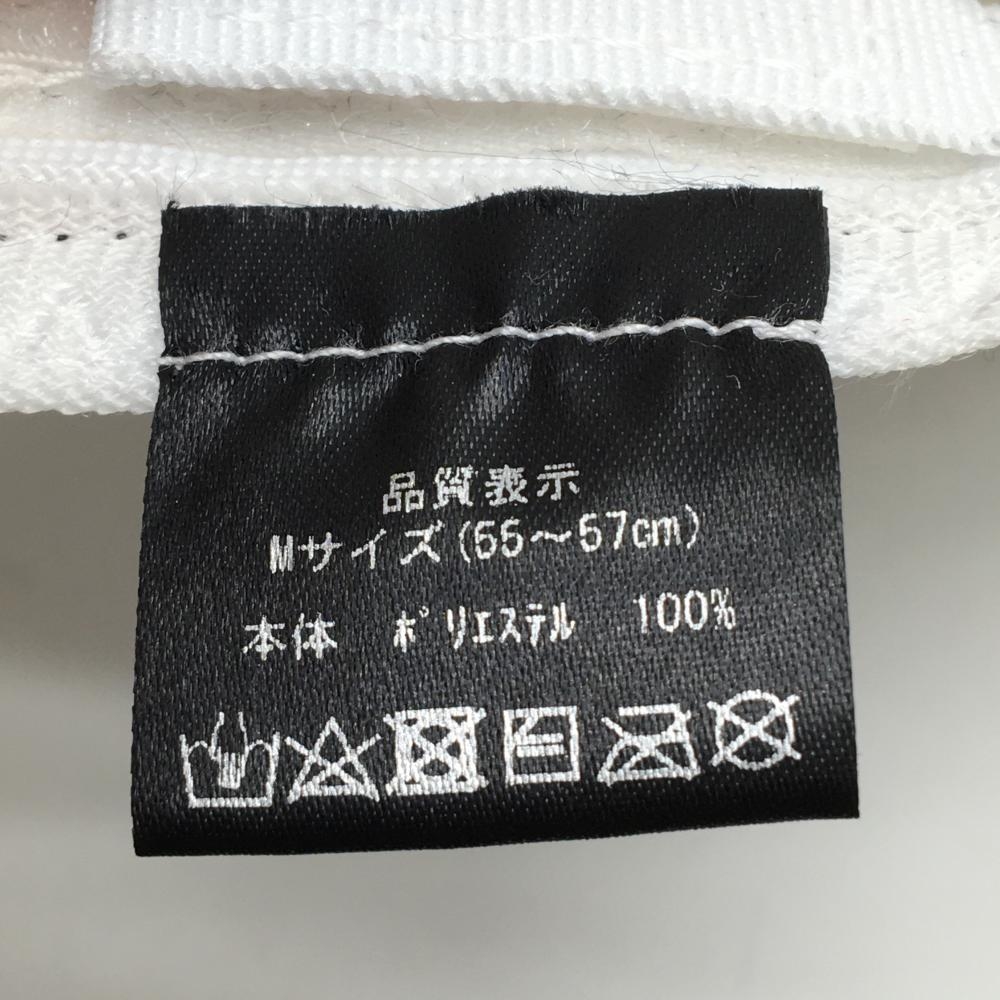 品質表示
Mサイズ(55〜57cm)
本体 ポリエステル 100%